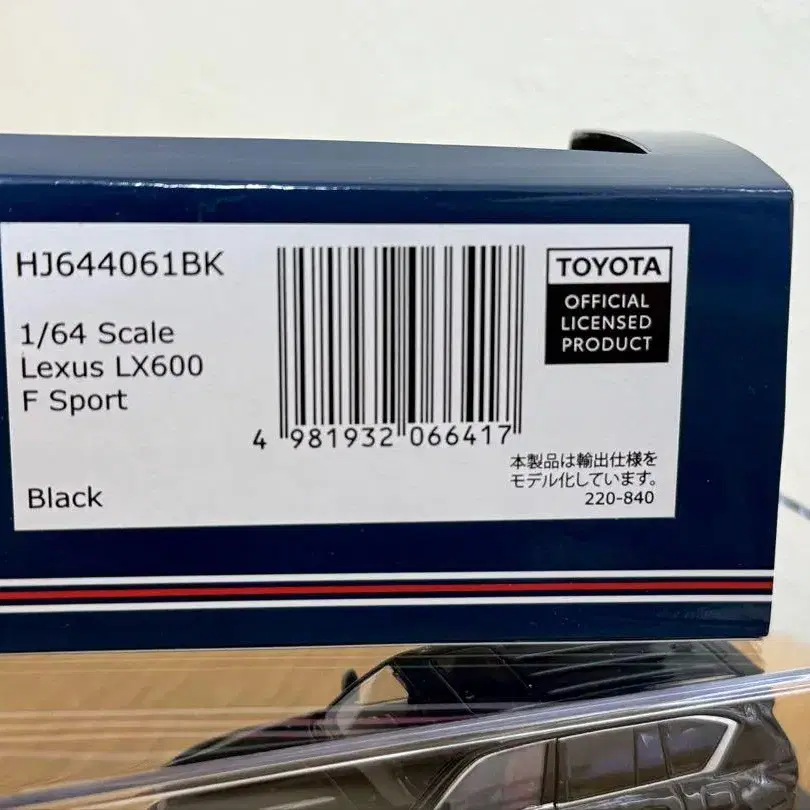 HJ644061BK
1/64 Scale
Lexus LX600
F Sport
Black
4 981932 066417
TOYOTA
OFFICIAL
LICENSED
PRODUCT
本製品は輸出仕様を
モデル化しています。
220-840